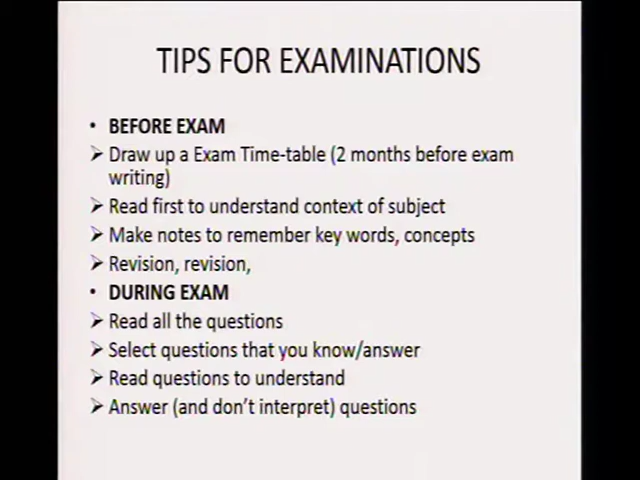 TIPS FOR EXAMINATIONS
• BEFORE EXAM
➢ Draw up a Exam Time-table (2 months before exam
writing)
➢ Read first to understand context of subject
➢ Make notes to remember key words, concepts
➢ Revision, revision,
• DURING EXAM
➢ Read all the questions
➢ Select questions that you know/answer
➢ Read questions to understand
➢ Answer (and don't interpret) questions